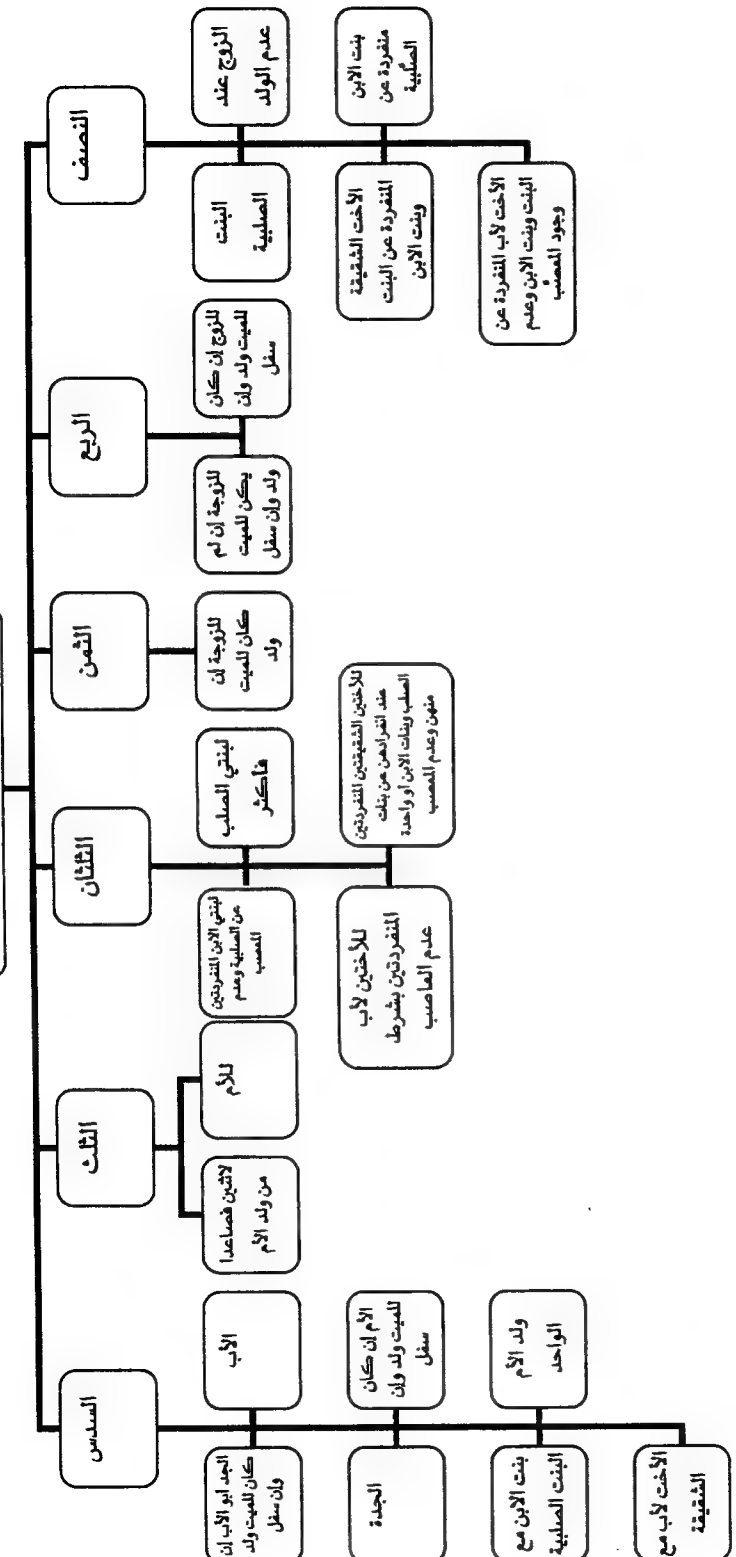 النصف
الزوج عند
عدم الولد
البنت
الصلبية
بنت الابن
منفردة عن
الصلبية
الأخت الشقيقة
المنفردة عن البنت
وبنت الابن
الأخت لأب المنفردة عن
البنت وبنت الابن وعدم
وجود المعصب
الربع
للزوج إن كان
للميت ولد وإن
سفل
للزوجة إن لم
يكن للميت
ولد وإن سفل
الثمن
للزوجة إن
كان للميت
ولد
الثلثان
لبنتي الصلب
فأكثر
لبنتي الابن المنفردتين
عن الصلبية وعدم
المعصب
للأختين الشقيقتين المنفردتين
عند انفرادهن عن بنات
الصلب وبنات الابن او واحدة
منهن وعدم المعصب
للأختين لأب
المنفردتين بشرط
عدم العاصب
الثلث
للأم
لاثنين فصاعدا
من ولد الأم
السدس
الأب
الجد ابو الأب إن
كان للميت ولد
وإن سفل
الأم إن كان
للميت ولد وإن
سفل
الجدة
ولد الأم
الواحد
بنت الابن مع
البنت الصلبية
الأخت لأب مع
الشقيقة